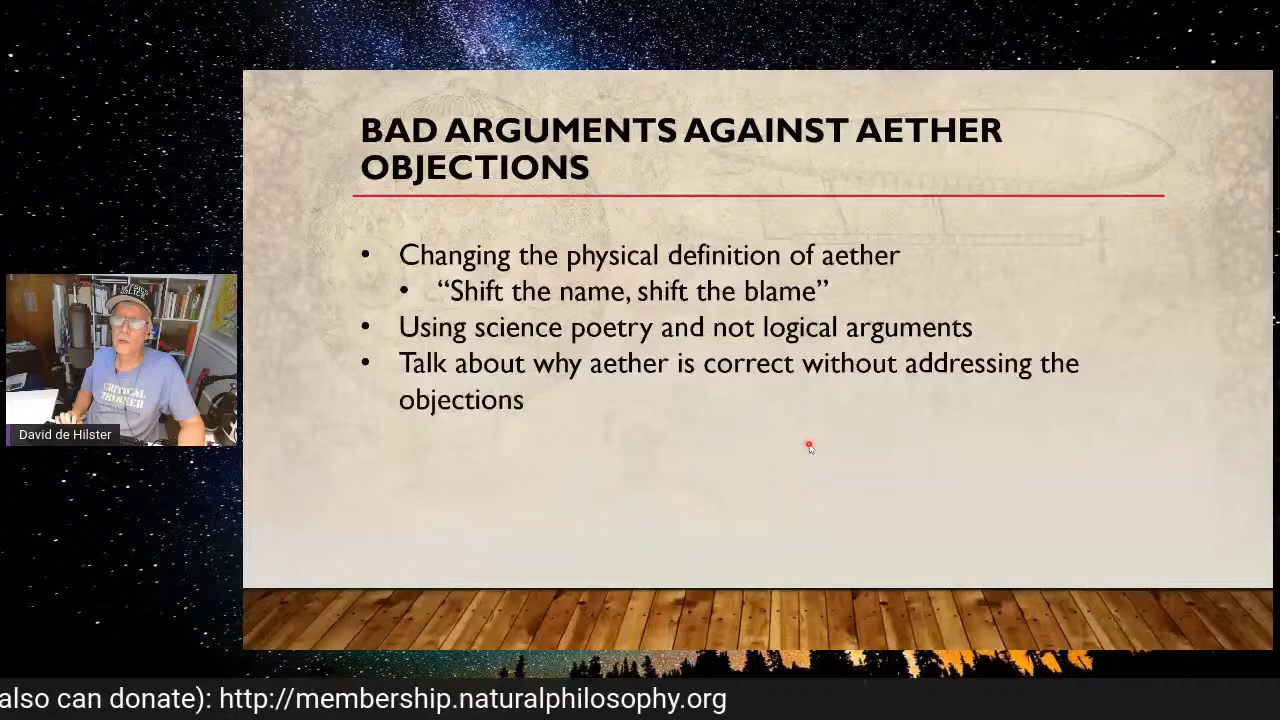 BAD ARGUMENTS AGAINST AETHER
OBJECTIONS
• Changing the physical definition of aether
• “Shift the name, shift the blame”
• Using science poetry and not logical arguments
• Talk about why aether is correct without addressing the
objections
CRITICAL
THINKER
David de Hilster
also can donate): http://membership.naturalphilosophy.org